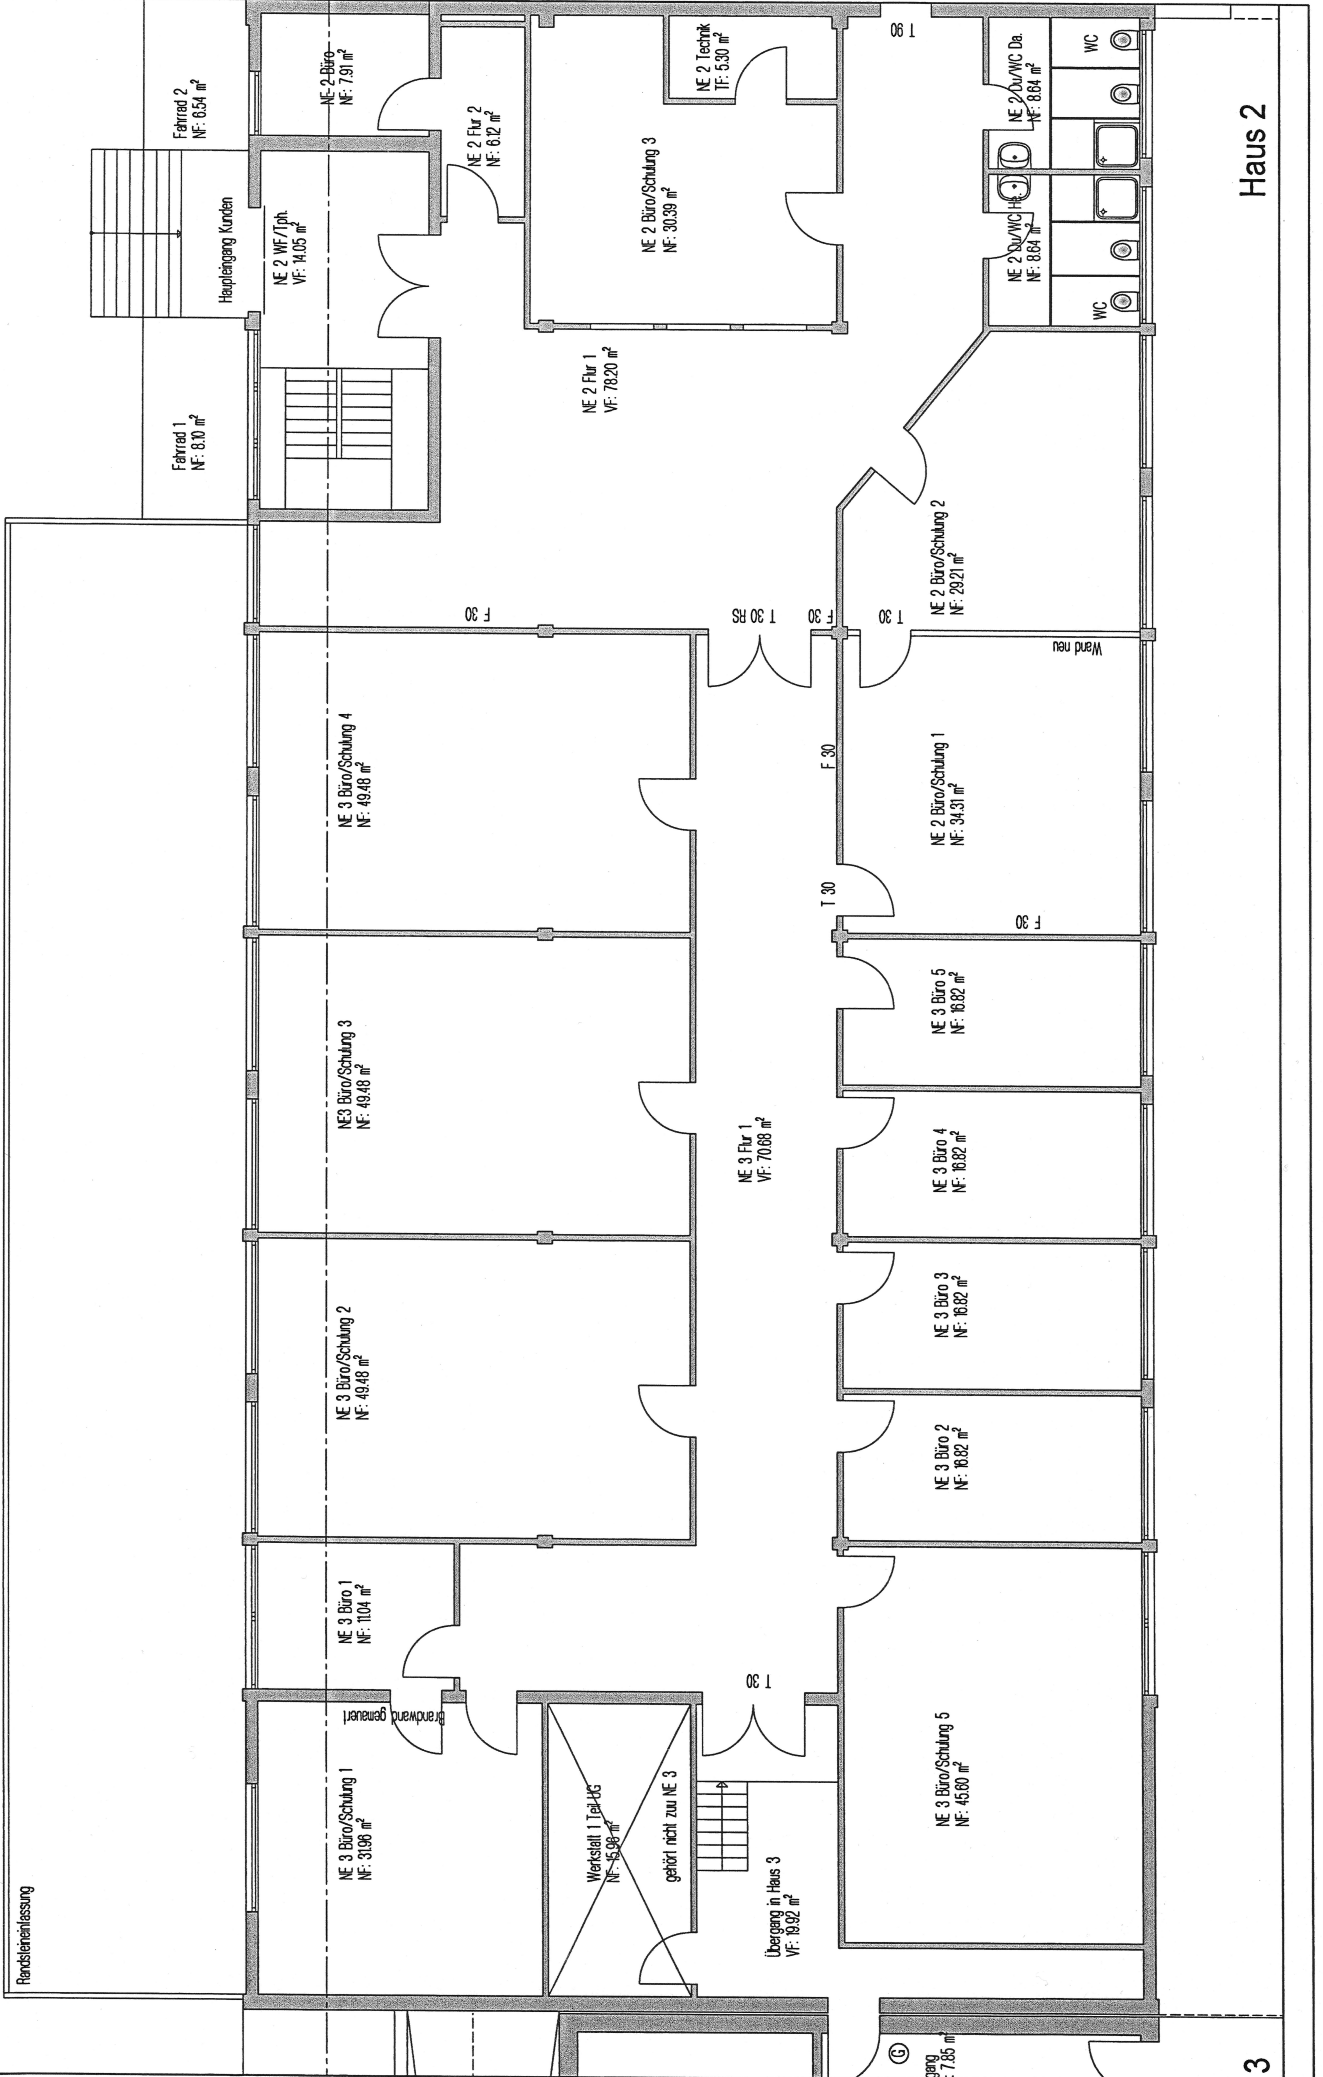 Fahrrad 2
NF: 6.54 m²
NE 2 Büro
NF: 7.91 m²
NE 2 Flur 2
NF: 6.12 m²
NE 2 Technik
TF: 5.30 m²
T 90
NE 2 Du/WC Da.
NF: 8.64 m²
WC
Haupteingang Kunden
NE 2 WF/Tph.
VF: 14.05 m²
NE 2 Büro/Schulung 3
NF: 30.39 m²
NE 2 Du/WC He.
NF: 8.64 m²
WC
Haus 2
Fahrrad 1
NF: 8.10 m²
NE 2 Flur 1
VF: 78.20 m²
NE 2 Büro/Schulung 2
NF: 29.21 m²
F 30
T 30 RS
F 30
T 30
Wand neu
NE 3 Büro/Schulung 4
NF: 49.48 m²
F 30
NE 2 Büro/Schulung 1
NF: 34.31 m²
T 30
F 30
NE3 Büro/Schulung 3
NF: 49.48 m²
NE 3 Büro 5
NF: 16.82 m²
NE 3 Flur 1
VF: 70.68 m²
NE 3 Büro 4
NF: 16.82 m²
NE 3 Büro/Schulung 2
NF: 49.48 m²
NE 3 Büro 3
NF: 16.82 m²
NE 3 Büro 2
NF: 16.82 m²
NE 3 Büro 1
NF: 11.04 m²
T 30
Brandwand gemauert
NE 3 Büro/Schulung 1
NF: 31.96 m²
Werkstatt 1 Teil UG
NF: 15.96 m²
gehört nicht zuu NE 3
NE 3 Büro/Schulung 5
NF: 45.60 m²
Übergang in Haus 3
VF: 19.92 m²
Randsteineinfassung
G
gang
: 7.85 m²
3